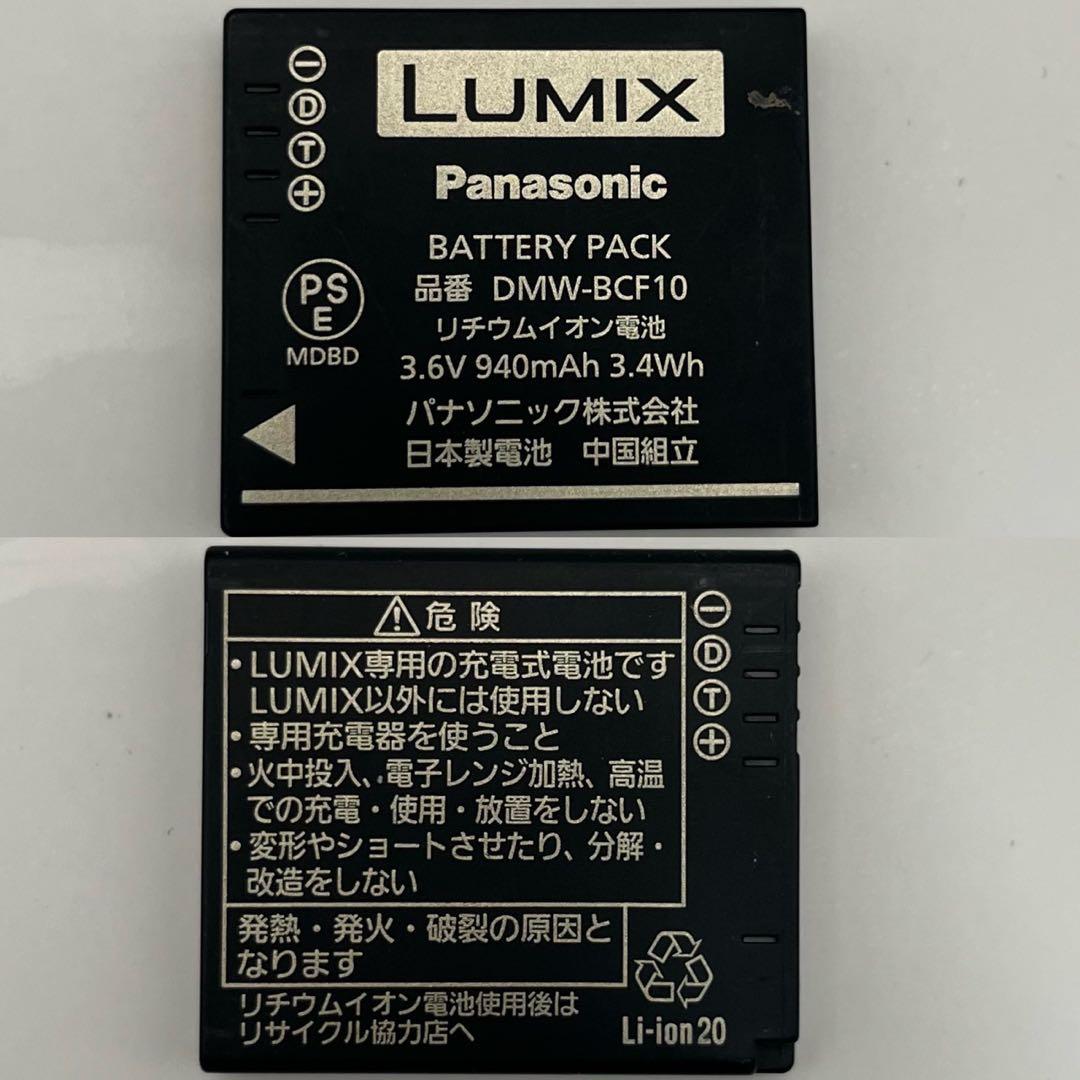 LUMIX
Panasonic
BATTERY PACK
品番 DMW-BCF10
リチウムイオン電池
3.6V 940mAh 3.4Wh
パナソニック株式会社
日本製電池 中国組立
− D T +
PS
E
MDBD
⚠危険
・LUMIX専用の充電式電池です
LUMIX以外には使用しない
・専用充電器を使うこと
・火中投入、電子レンジ加熱、高温
での充電・使用・放置をしない
・変形やショートさせたり、分解・
改造をしない
発熱・発火・破裂の原因と
なります
リチウムイオン電池使用後は
リサイクル協力店へ
− D T +
Li-ion20